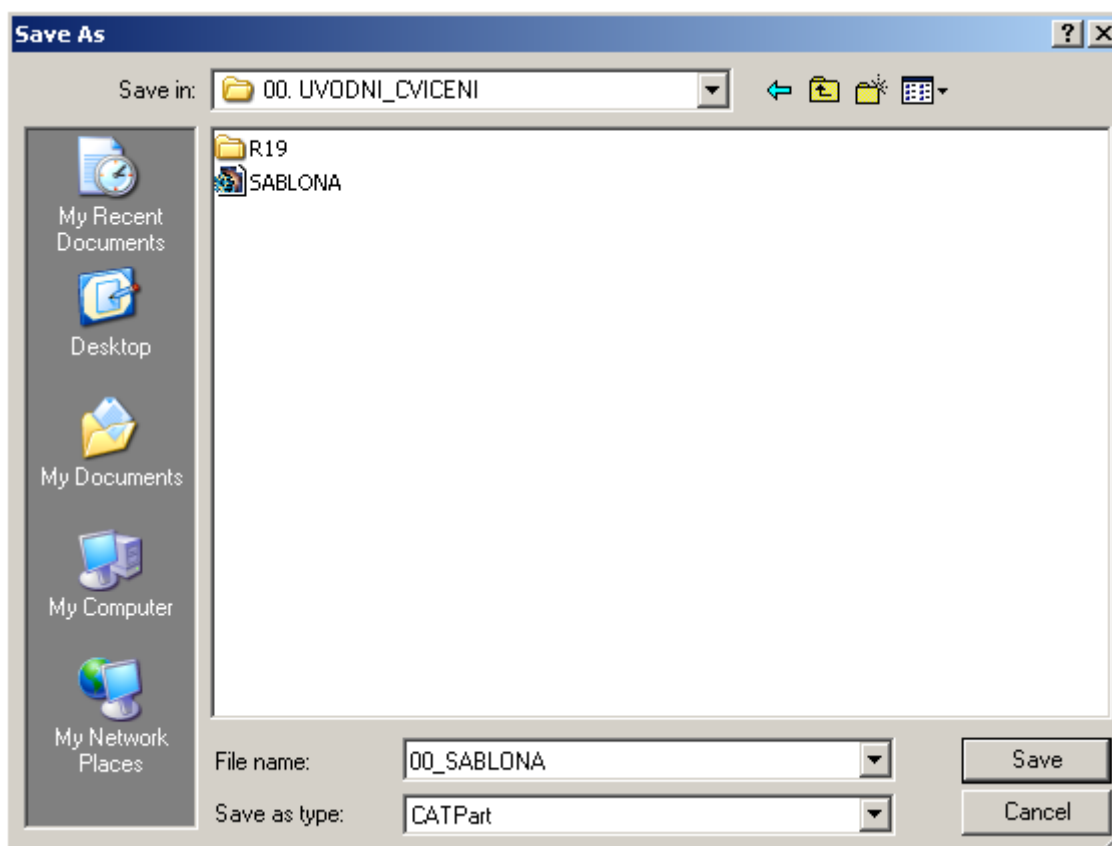 Save As
Save in: 00. UVODNI_CVICENI
R19
SABLONA
My Recent
Documents
Desktop
My Documents
My Computer
My Network
Places
File name: 00_SABLONA Save
Save as type: CATPart Cancel